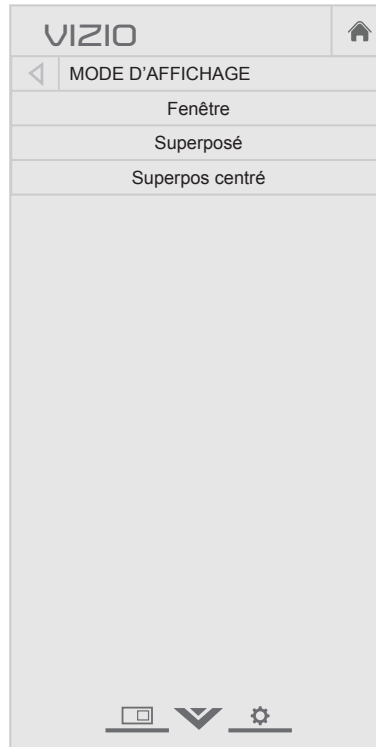 VIZIO
MODE D’AFFICHAGE
Fenêtre
Superposé
Superpos centré